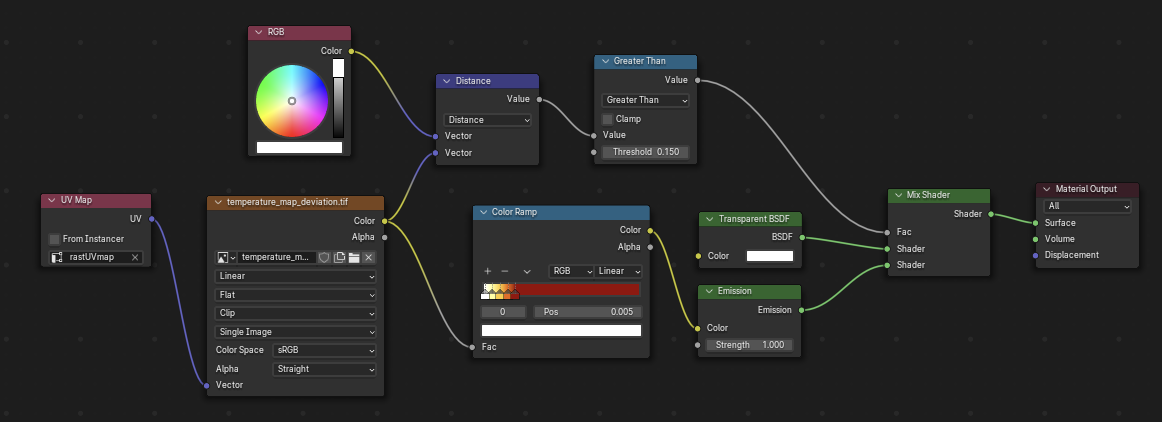 RGB
Color
Distance
Value
Distance
Vector
Vector
Greater Than
Value
Greater Than
Clamp
Value
Threshold 0.150
UV Map
UV
From Instancer
rastUVmap
temperature_map_deviation.tif
Color
Alpha
temperature_m...
Linear
Flat
Clip
Single Image
Color Space sRGB
Alpha Straight
Vector
Color Ramp
Color
Alpha
RGB Linear
0 Pos 0.005
Fac
Transparent BSDF
BSDF
Color
Emission
Emission
Color
Strength 1.000
Mix Shader
Shader
Fac
Shader
Shader
Material Output
All
Surface
Volume
Displacement